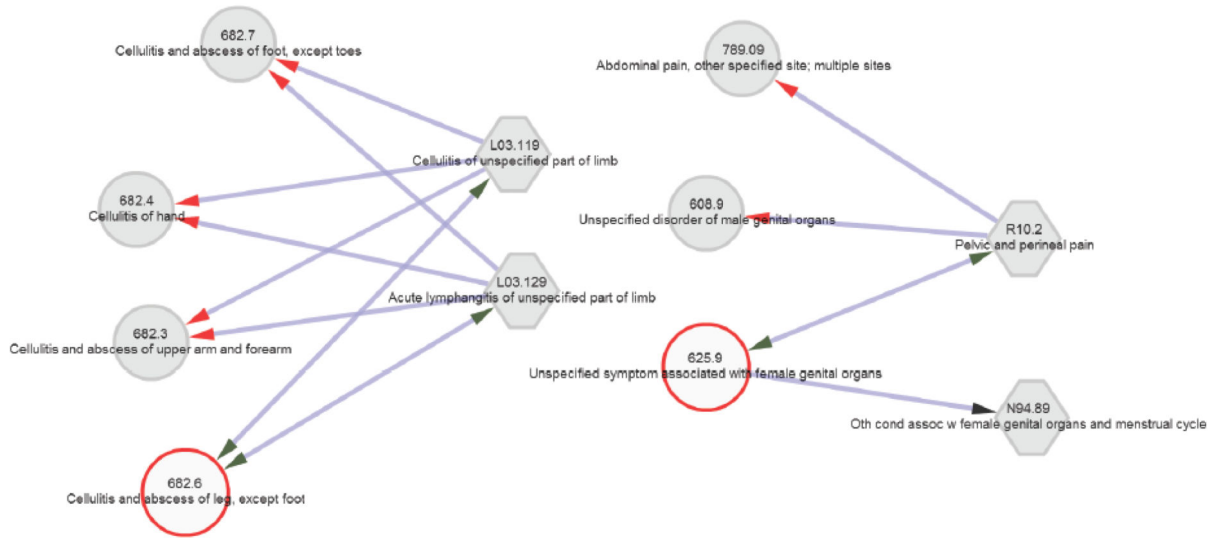 682.7
Cellulitis and abscess of foot, except toes
L03.119
Cellulitis of unspecified part of limb
682.4
Cellulitis of hand
L03.129
Acute lymphangitis of unspecified part of limb
682.3
Cellulitis and abscess of upper arm and forearm
682.6
Cellulitis and abscess of leg, except foot
789.09
Abdominal pain, other specified site; multiple sites
608.9
Unspecified disorder of male genital organs
R10.2
Pelvic and perineal pain
625.9
Unspecified symptom associated with female genital organs
N94.89
Oth cond assoc w female genital organs and menstrual cycle